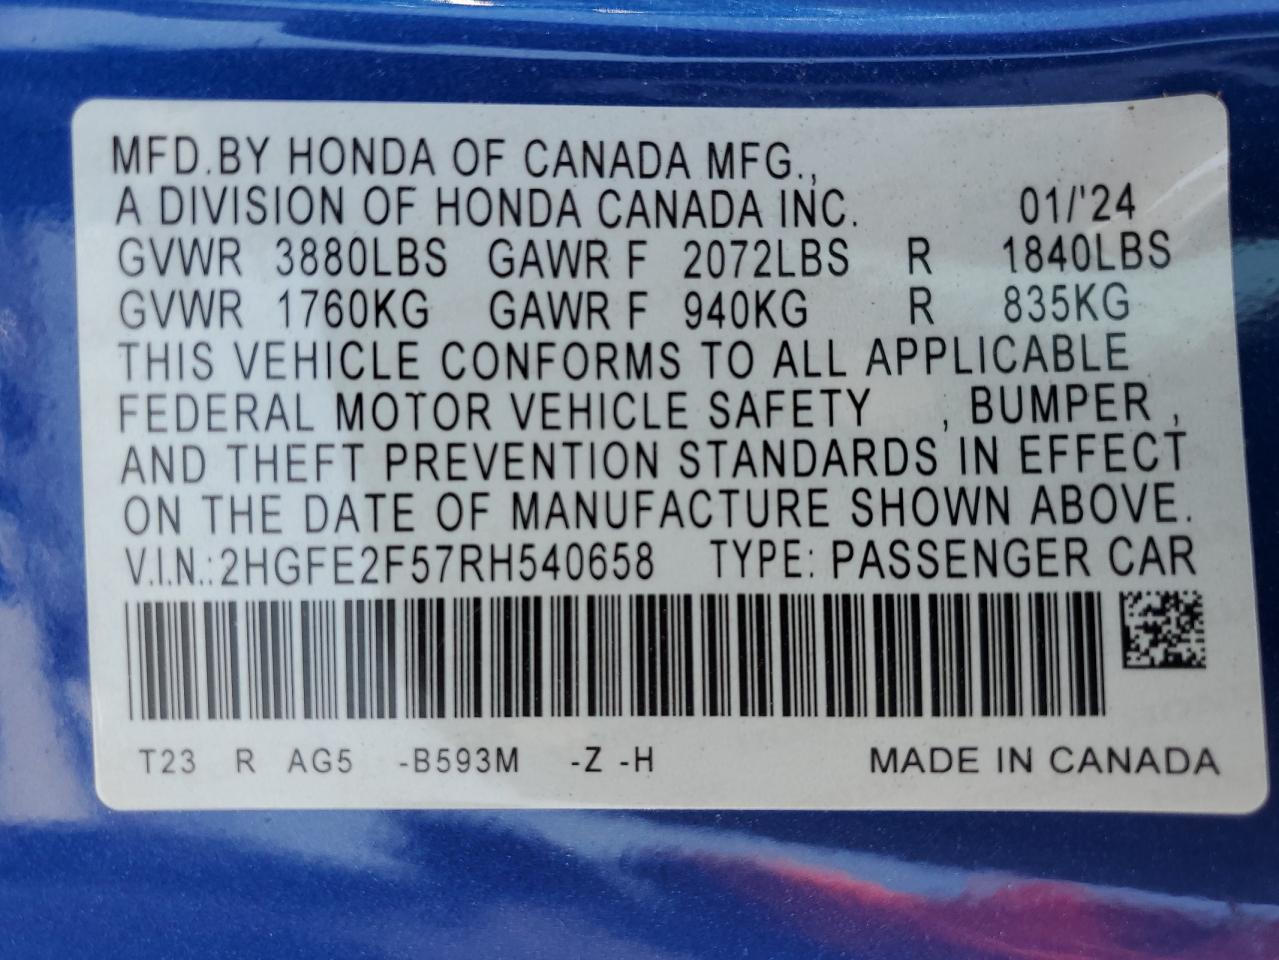 MFD.BY HONDA OF CANADA MFG.,
A DIVISION OF HONDA CANADA INC. 01/'24
GVWR 3880LBS GAWR F 2072LBS R 1840LBS
GVWR 1760KG GAWR F 940KG R 835KG
THIS VEHICLE CONFORMS TO ALL APPLICABLE
FEDERAL MOTOR VEHICLE SAFETY , BUMPER ,
AND THEFT PREVENTION STANDARDS IN EFFECT
ON THE DATE OF MANUFACTURE SHOWN ABOVE.
V.I.N.:2HGFE2F57RH540658 TYPE: PASSENGER CAR
T23 R AG5 -B593M -Z -H MADE IN CANADA